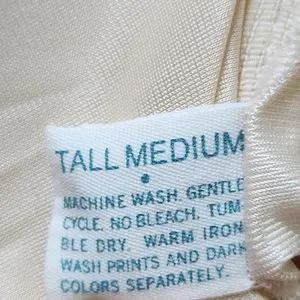 TALL MEDIUM
•
MACHINE WASH. GENTLE
CYCLE. NO BLEACH. TUM-
BLE DRY. WARM IRON.
WASH PRINTS AND DARK
COLORS SEPARATELY.